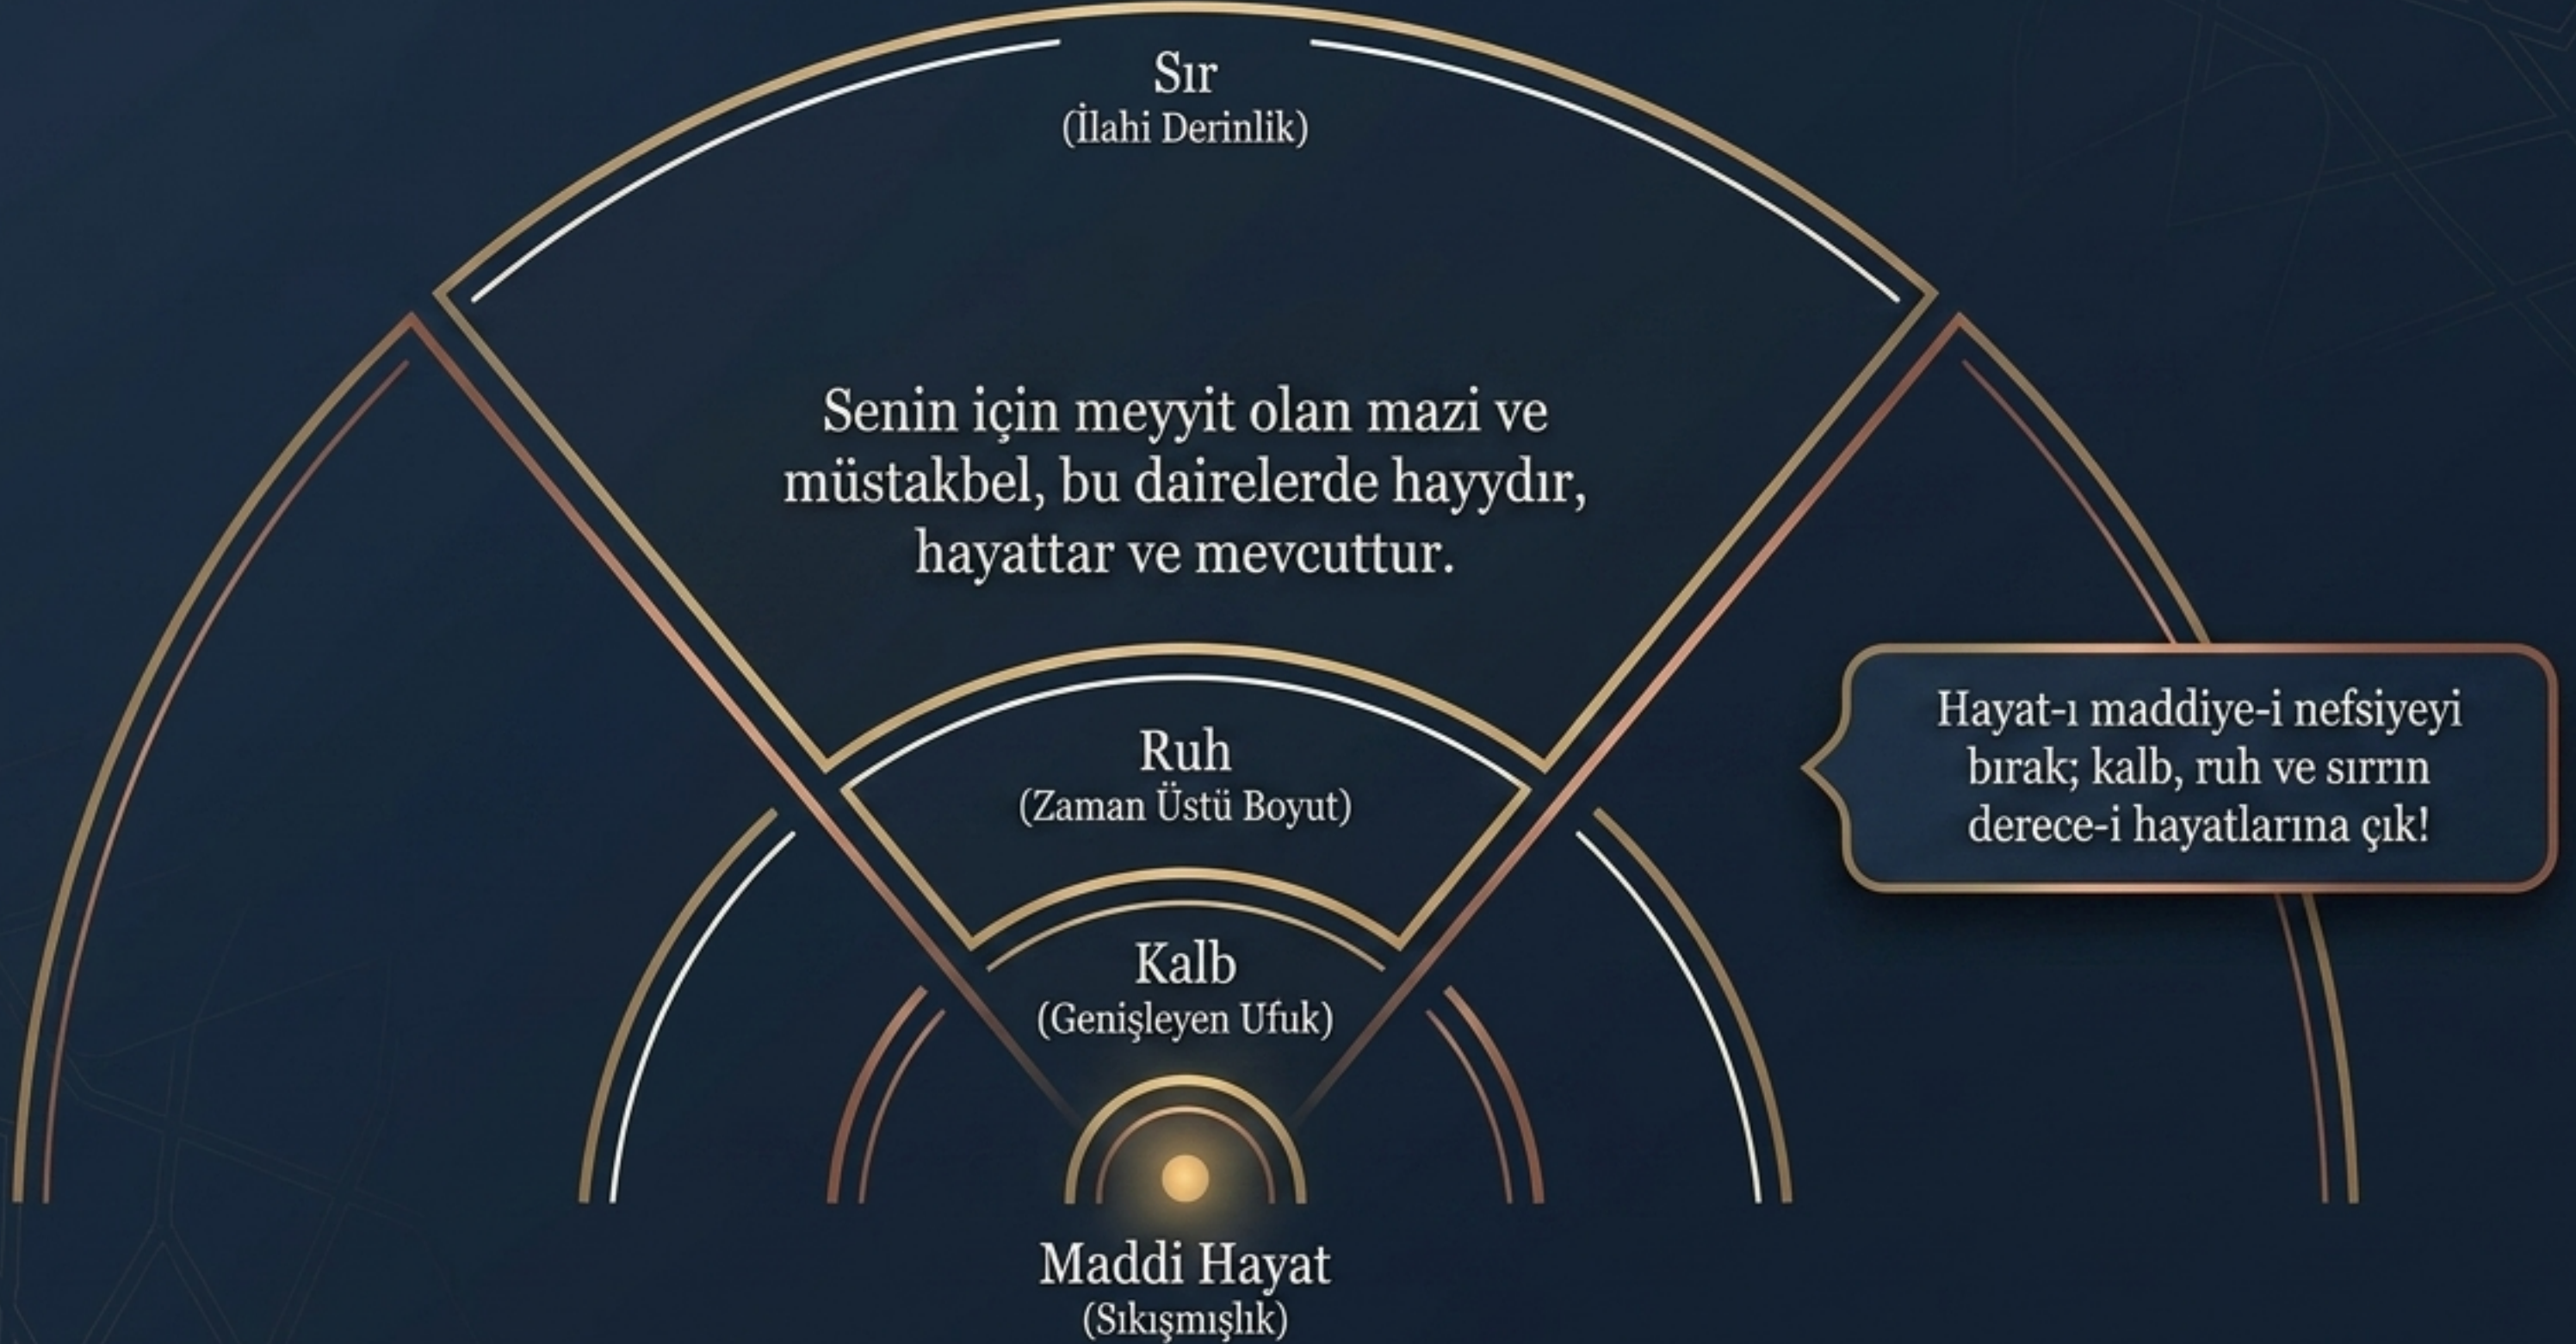 Sır
(İlahi Derinlik)
Senin için meyyit olan mazi ve
müstakbel, bu dairelerde hayydır,
hayattar ve mevcuttur.
Ruh
(Zaman Üstü Boyut)
Kalb
(Genişleyen Ufuk)
Maddi Hayat
(Sıkışmışlık)
Hayat-ı maddiye-i nefsiyeyi
bırak; kalb, ruh ve sırrın
derece-i hayatlarına çık!